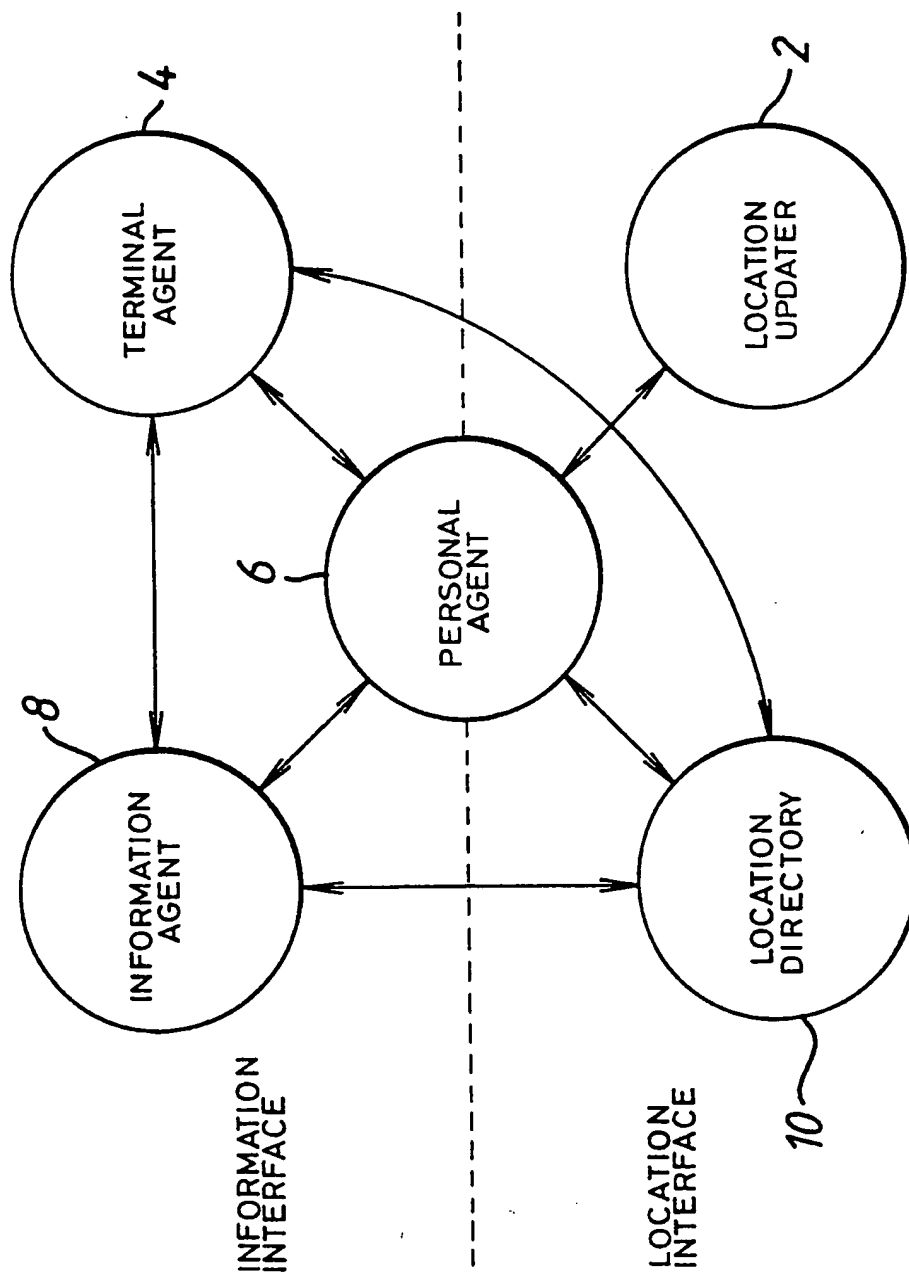 INFORMATION
INTERFACE
LOCATION
INTERFACE
8
INFORMATION
AGENT
4
TERMINAL
AGENT
6
PERSONAL
AGENT
10
LOCATION
DIRECTORY
2
LOCATION
UPDATER